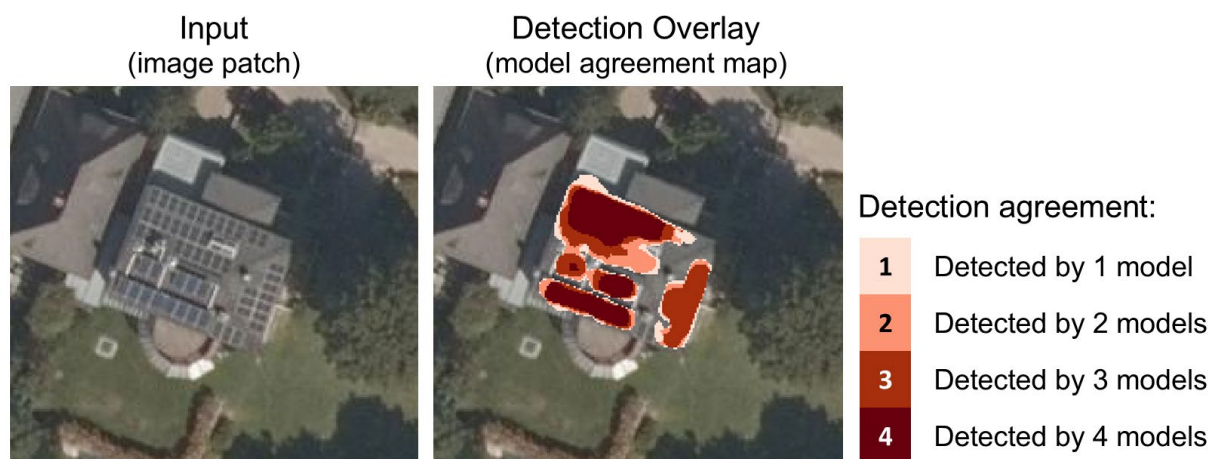 Input
(image patch)
Detection Overlay
(model agreement map)
Detection agreement:
1 Detected by 1 model
2 Detected by 2 models
3 Detected by 3 models
4 Detected by 4 models